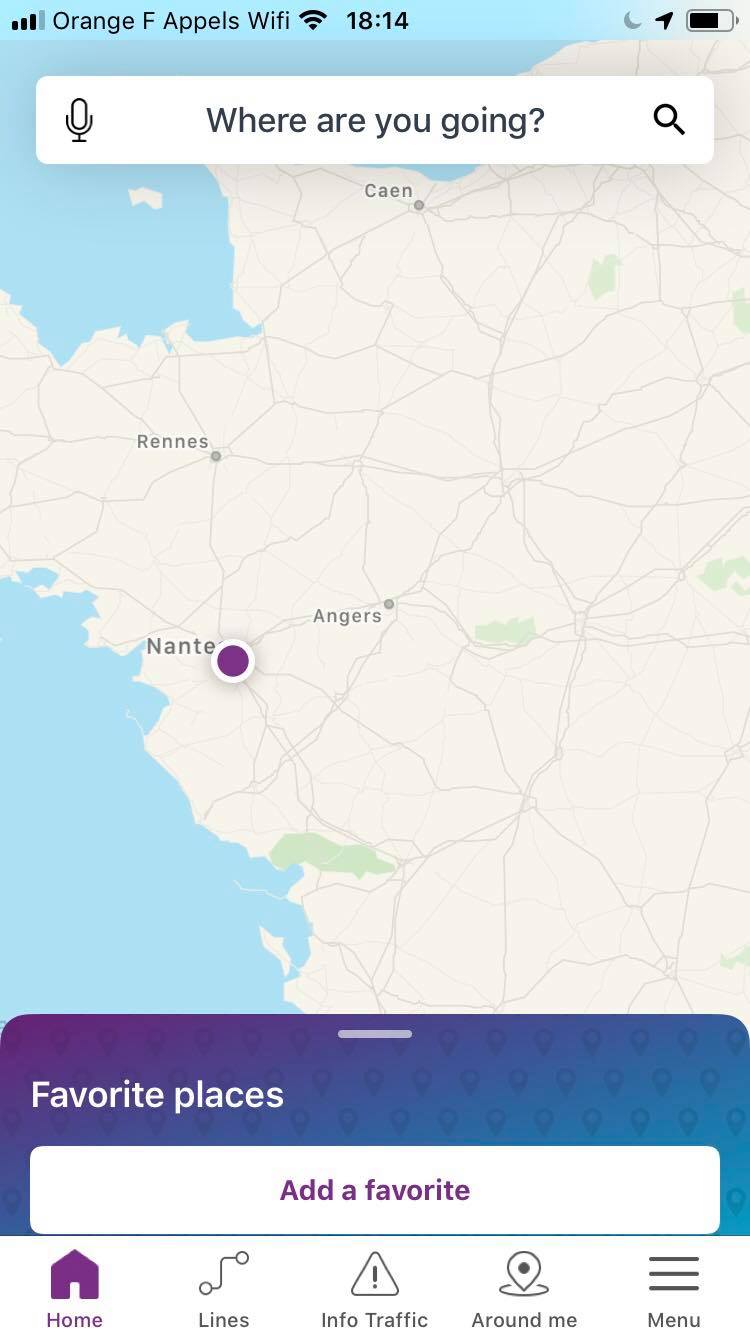 Orange F Appels Wifi 18:14
Where are you going?
Caen
Rennes
Angers
Nante
Favorite places
Add a favorite
Home Lines Info Traffic Around me Menu